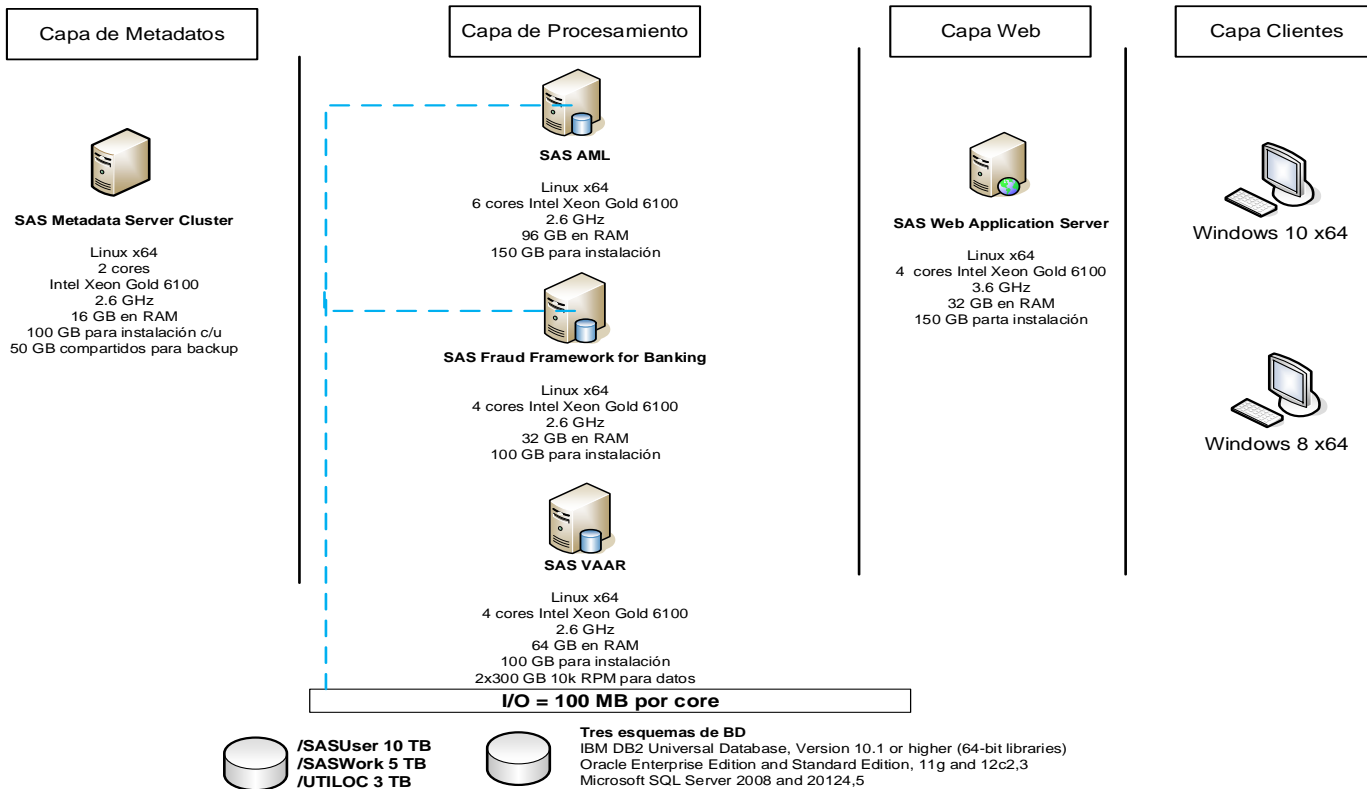 Capa de Metadatos
Capa de Procesamiento
Capa Web
Capa Clientes
SAS Metadata Server Cluster
Linux x64
2 cores
Intel Xeon Gold 6100
2.6 GHz
16 GB en RAM
100 GB para instalación c/u
50 GB compartidos para backup
SAS AML
Linux x64
6 cores Intel Xeon Gold 6100
2.6 GHz
96 GB en RAM
150 GB para instalación
SAS Fraud Framework for Banking
Linux x64
4 cores Intel Xeon Gold 6100
2.6 GHz
32 GB en RAM
100 GB para instalación
SAS VAAR
Linux x64
4 cores Intel Xeon Gold 6100
2.6 GHz
64 GB en RAM
100 GB para instalación
2x300 GB 10k RPM para datos
SAS Web Application Server
Linux x64
4 cores Intel Xeon Gold 6100
3.6 GHz
32 GB en RAM
150 GB parta instalación
Windows 10 x64
Windows 8 x64
I/O = 100 MB por core
/SASUser 10 TB
/SASWork 5 TB
/UTILOC 3 TB
Tres esquemas de BD
IBM DB2 Universal Database, Version 10.1 or higher (64-bit libraries)
Oracle Enterprise Edition and Standard Edition, 11g and 12c2,3
Microsoft SQL Server 2008 and 20124,5